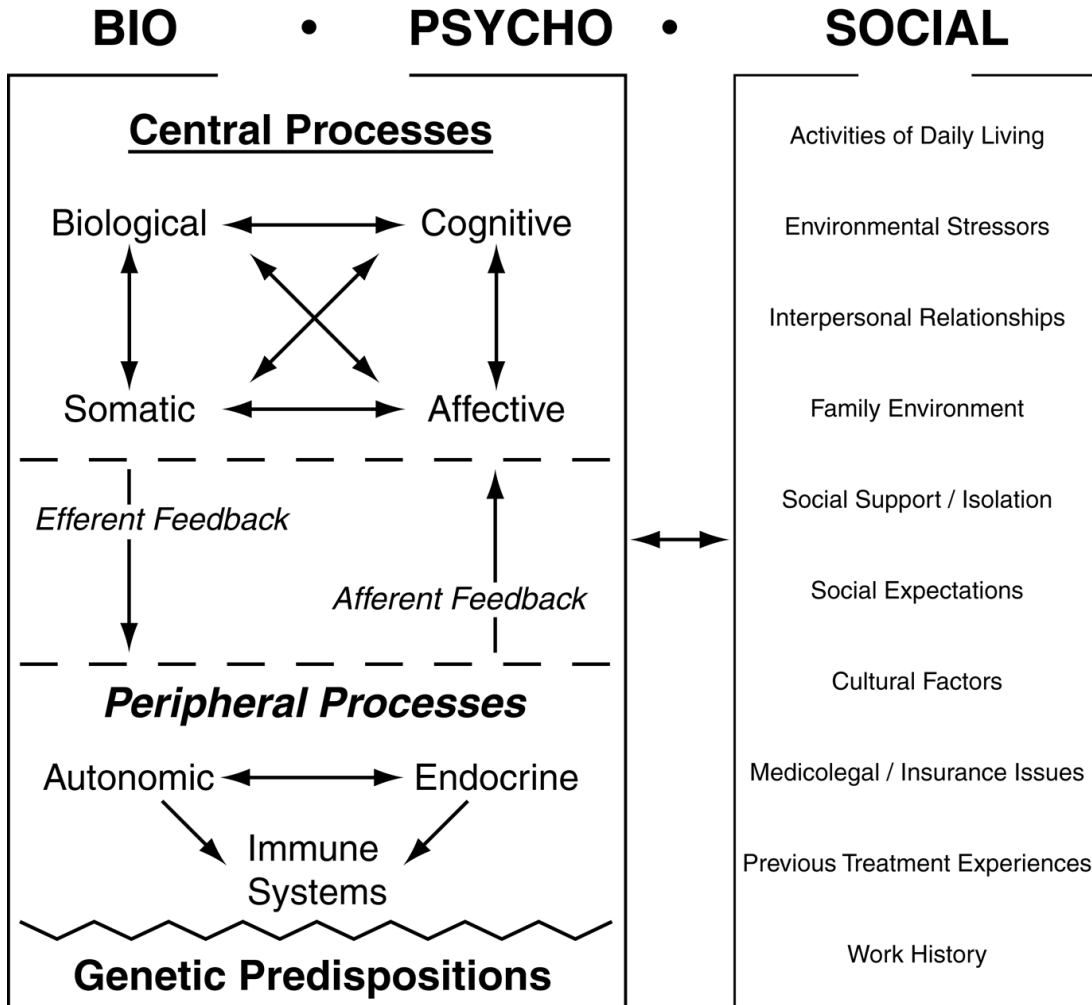 BIO • PSYCHO • SOCIAL
Central Processes
Biological Cognitive
Somatic Affective
Efferent Feedback
Afferent Feedback
Peripheral Processes
Autonomic Endocrine
Immune
Systems
Genetic Predispositions
Activities of Daily Living
Environmental Stressors
Interpersonal Relationships
Family Environment
Social Support / Isolation
Social Expectations
Cultural Factors
Medicolegal / Insurance Issues
Previous Treatment Experiences
Work History